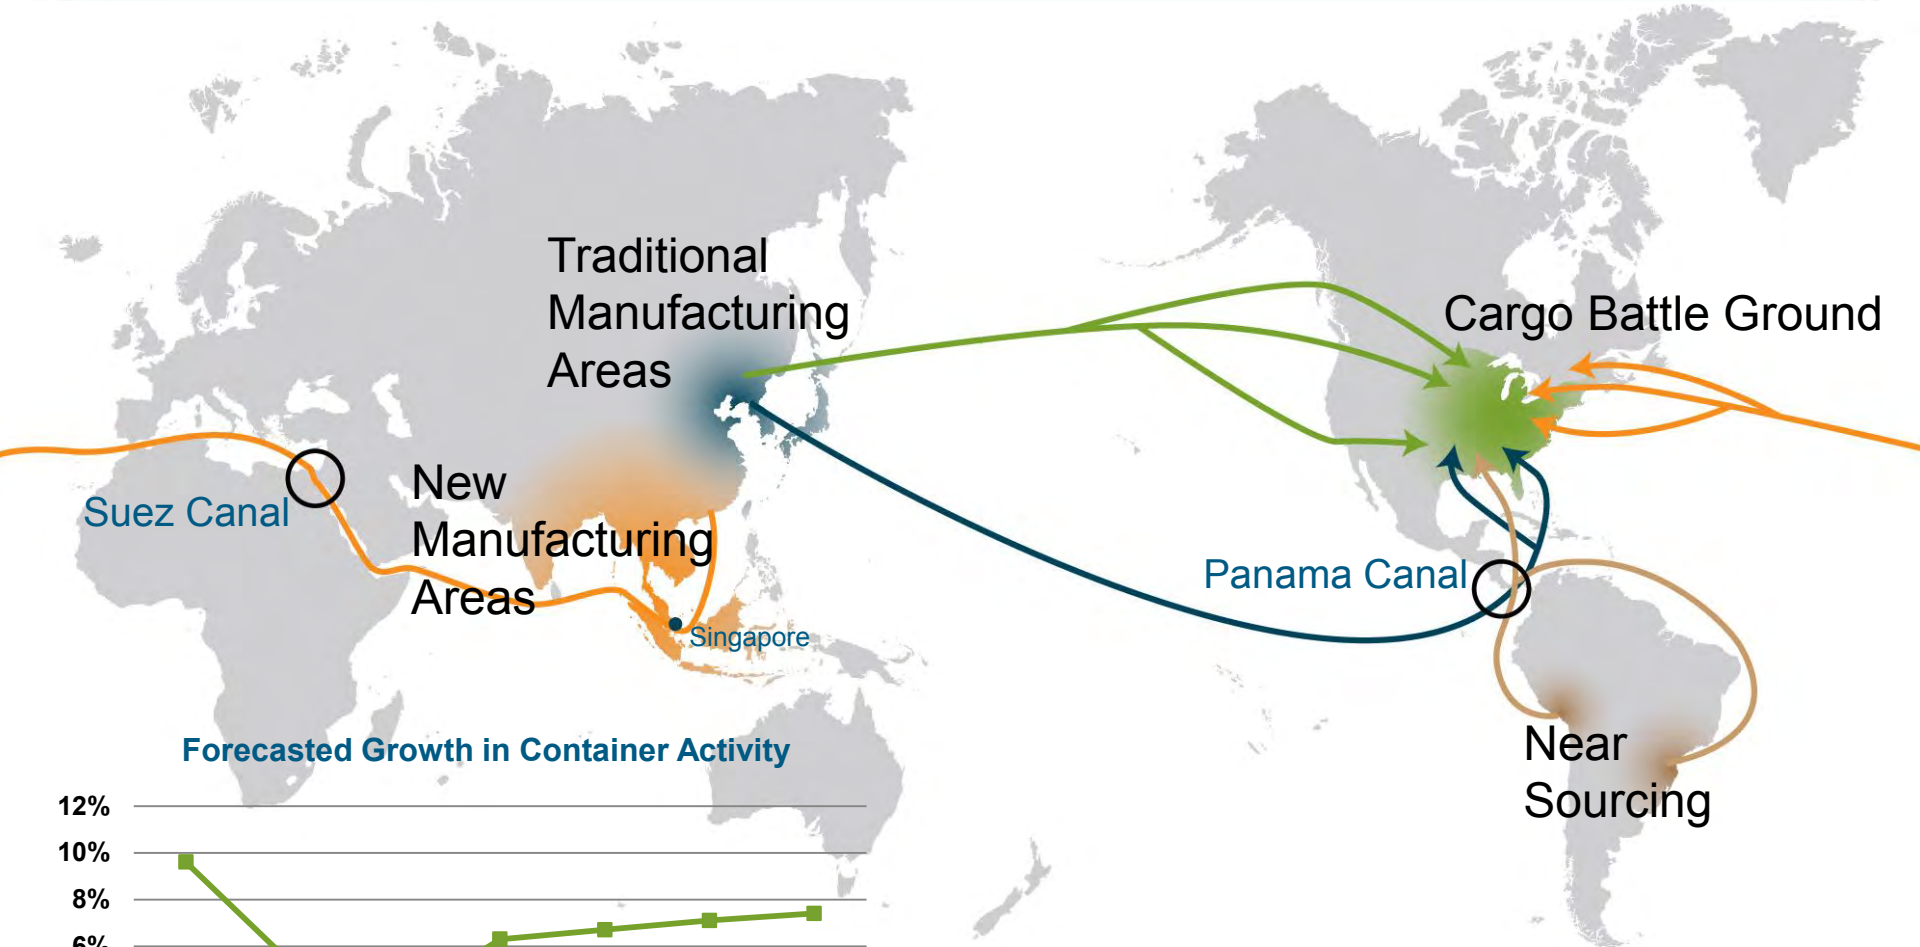 Traditional
Manufacturing
Areas
Cargo Battle Ground
New
Manufacturing
Areas
Suez Canal
Panama Canal
Singapore
Near
Sourcing
Forecasted Growth in Container Activity
12%
10%
8%
6%